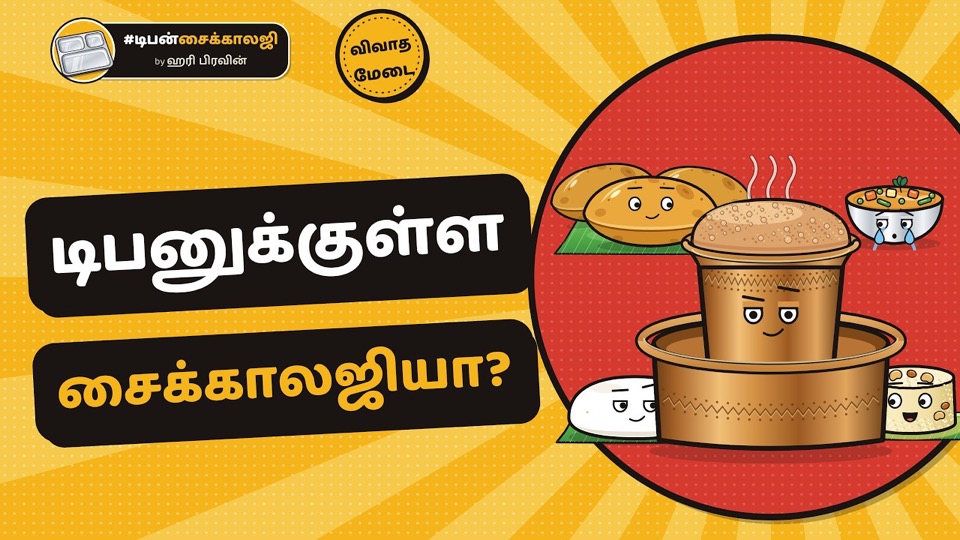 #டிபன்சைக்காலஜி
by ஹரி பிரவின்
விவாத
மேடை
டிபனுக்குள்ள
சைக்காலஜியா?